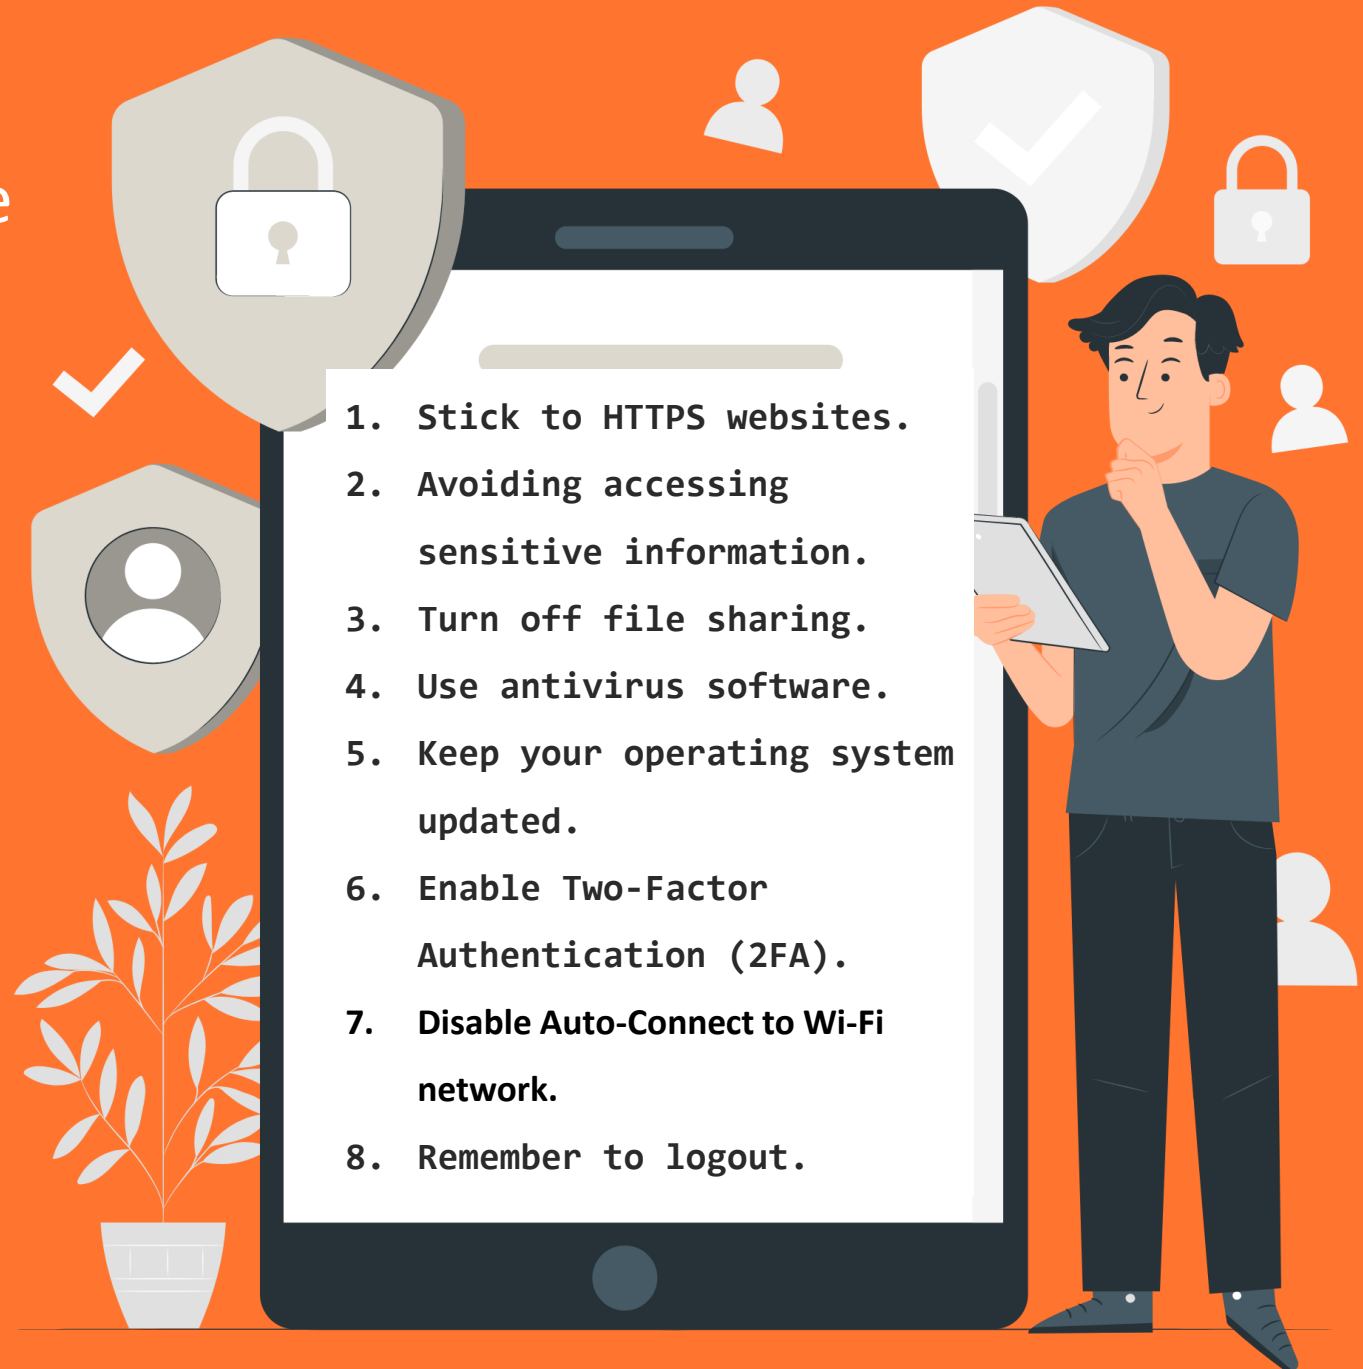 e
1. Stick to HTTPS websites.
2. Avoiding accessing
sensitive information.
3. Turn off file sharing.
4. Use antivirus software.
5. Keep your operating system
updated.
6. Enable Two-Factor
Authentication (2FA).
7. Disable Auto-Connect to Wi-Fi
network.
8. Remember to logout.